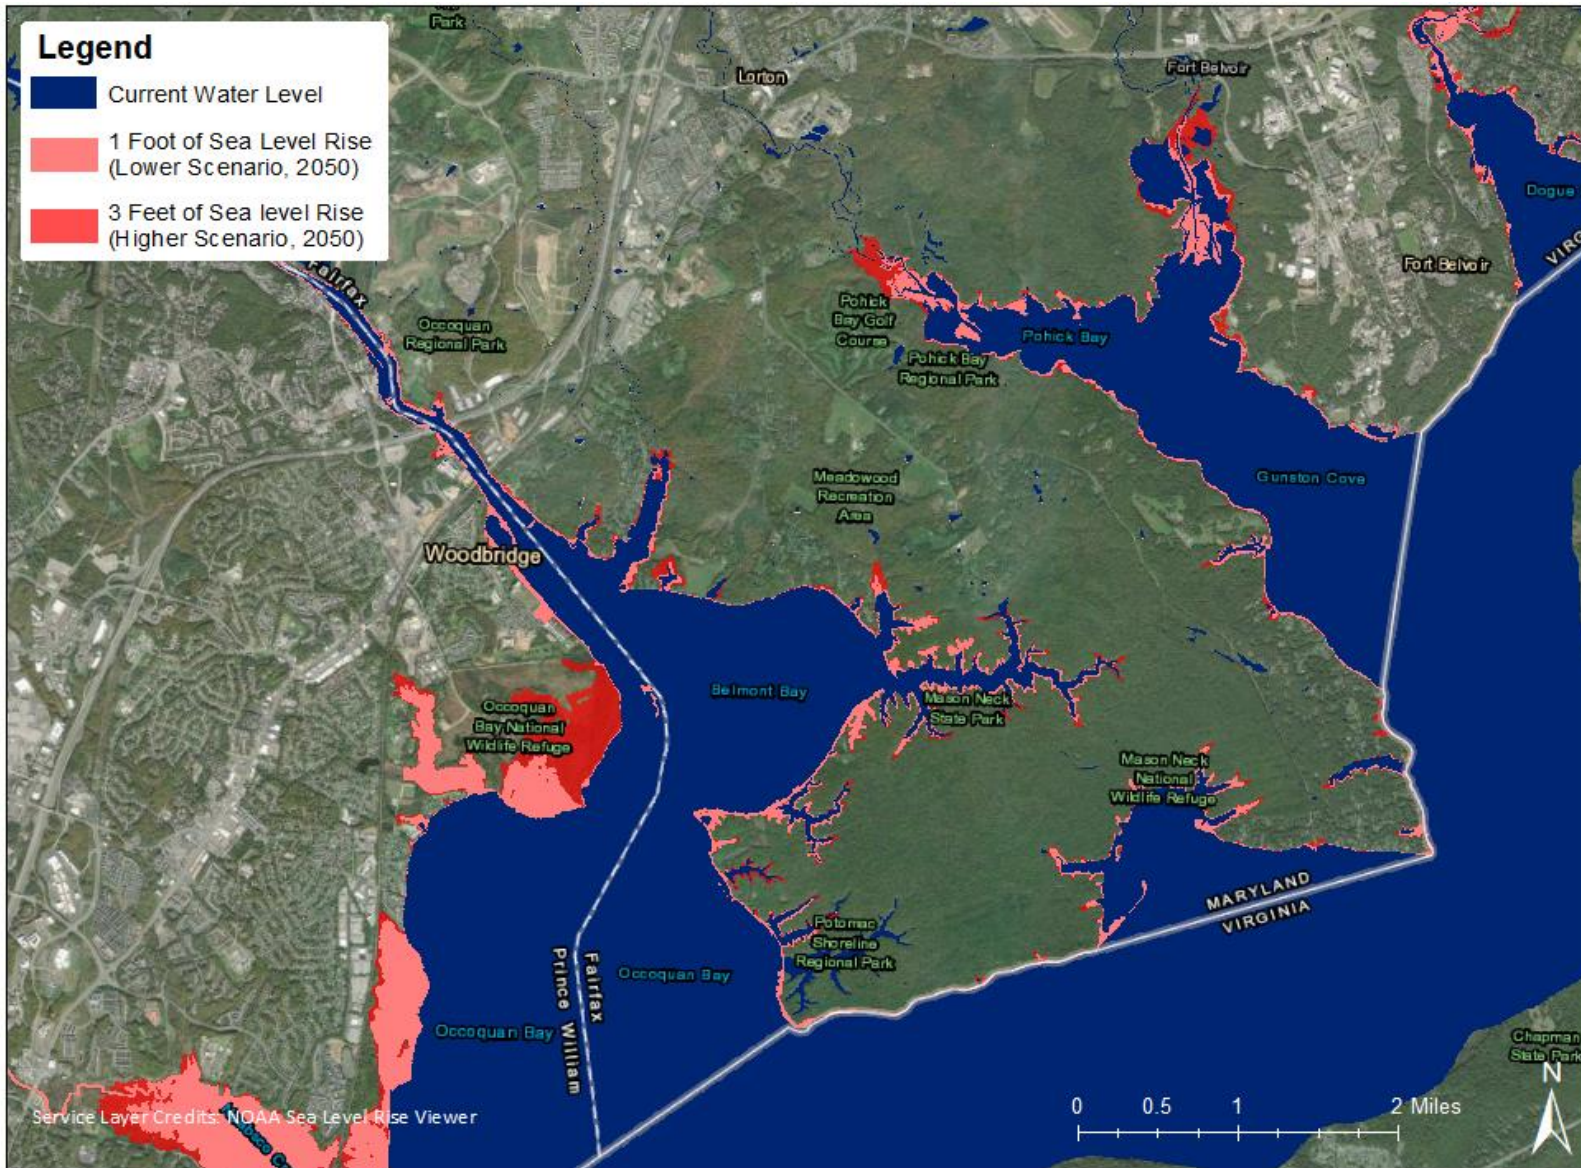 Park
Legend
Current Water Level
1 Foot of Sea Level Rise
(Lower Scenario, 2050)
3 Feet of Sea level Rise
(Higher Scenario, 2050)
Lorton
Fort Belvoir
Dogue
Fort Belvoir
Fairfax
Occoquan
Regional Park
Pohick
Bay Golf
Course
Pohick Bay
Pohick Bay
Regional Park
Gunston Cove
Meadowood
Recreation
Area
Woodbridge
Belmont Bay
Mason Neck
State Park
Occoquan
Bay National
Wildlife Refuge
Mason Neck
National
Wildlife Refuge
MARYLAND
VIRGINIA
Potomac
Shoreline
Regional Park
Occoquan Bay
Fairfax
Prince William
Occoquan Bay
Chapman
State Park
N
0 0.5 1 2 Miles
Service Layer Credits: NOAA Sea Level Rise Viewer